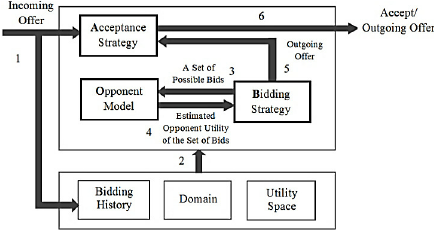 Incoming
Offer
1
Acceptance
Strategy
6
Accept/
Outgoing Offer
Outgoing
Offer
5
A Set of
Possible Bids
3
Opponent
Model
Bidding
Strategy
4
Estimated
Opponent Utility
of the Set of Bids
2
Bidding
History
Domain
Utility
Space